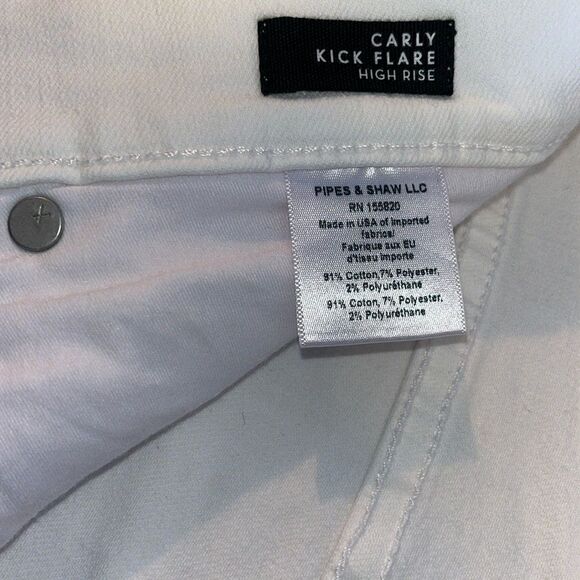 CARLY
KICK FLARE
HIGH RISE
PIPES & SHAW LLC
RN 155820
Made in USA of imported
fabrics/
Fabrique aux EU
d'tissu importe
91% Cotton,7% Polyester,
2% Polyuréthane
91% Coton, 7% Polyester,
2% Polyuréthane